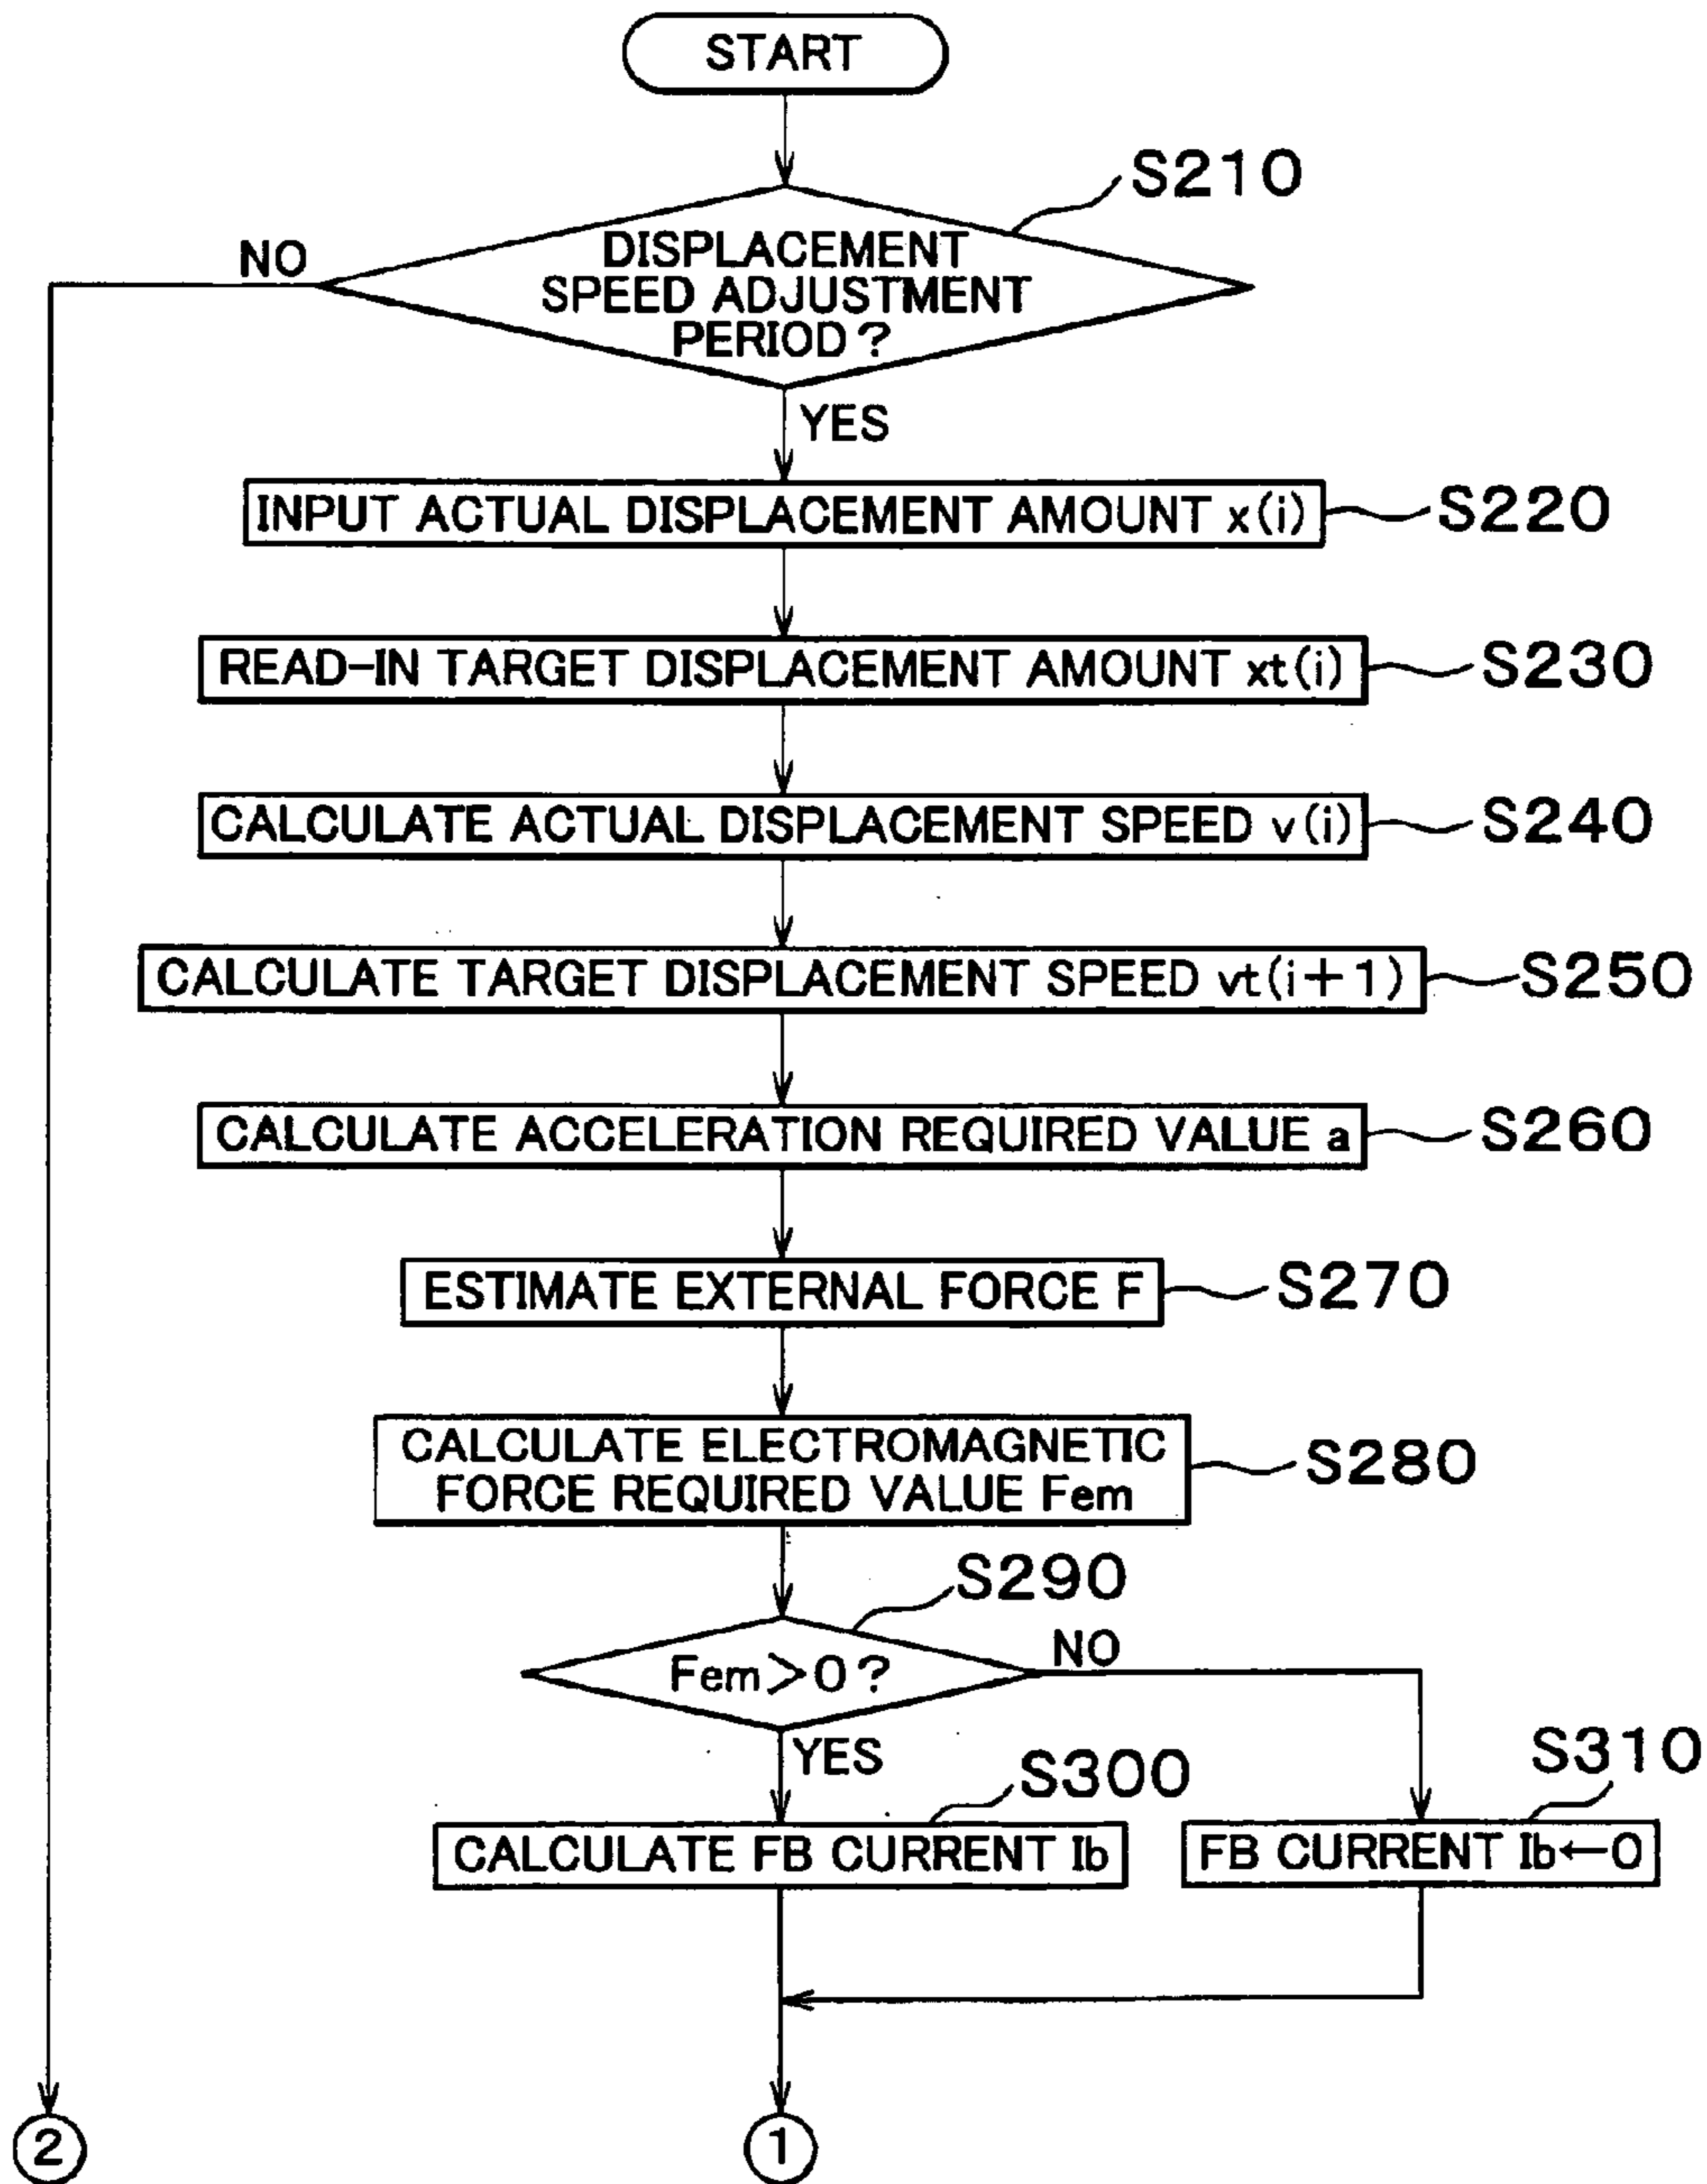 START
S210
NO
DISPLACEMENT
SPEED ADJUSTMENT
PERIOD?
YES
INPUT ACTUAL DISPLACEMENT AMOUNT x(i)
S220
READ-IN TARGET DISPLACEMENT AMOUNT xt(i)
S230
CALCULATE ACTUAL DISPLACEMENT SPEED v(i)
S240
CALCULATE TARGET DISPLACEMENT SPEED vt(i+1)
S250
CALCULATE ACCELERATION REQUIRED VALUE a
S260
ESTIMATE EXTERNAL FORCE F
S270
CALCULATE ELECTROMAGNETIC
FORCE REQUIRED VALUE Fem
S280
S290
Fem>0?
NO
YES
S300
S310
CALCULATE FB CURRENT Ib
FB CURRENT Ib←0
2
1